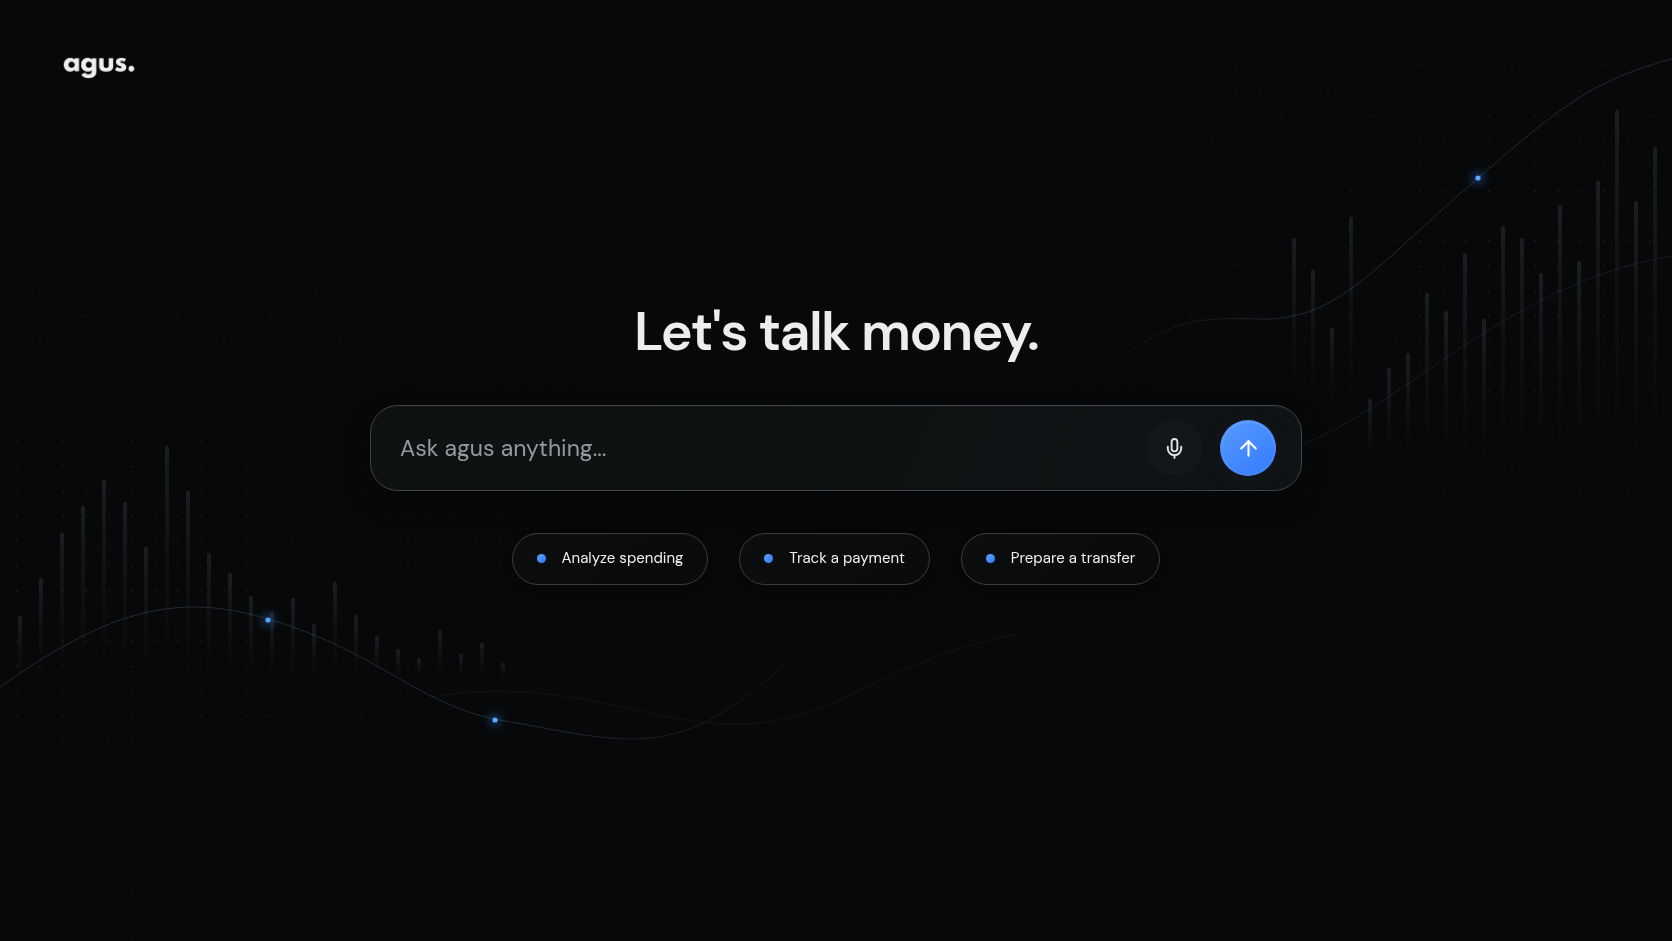 agus.
Let's talk money.
Ask agus anything...
Analyze spending
Track a payment
Prepare a transfer